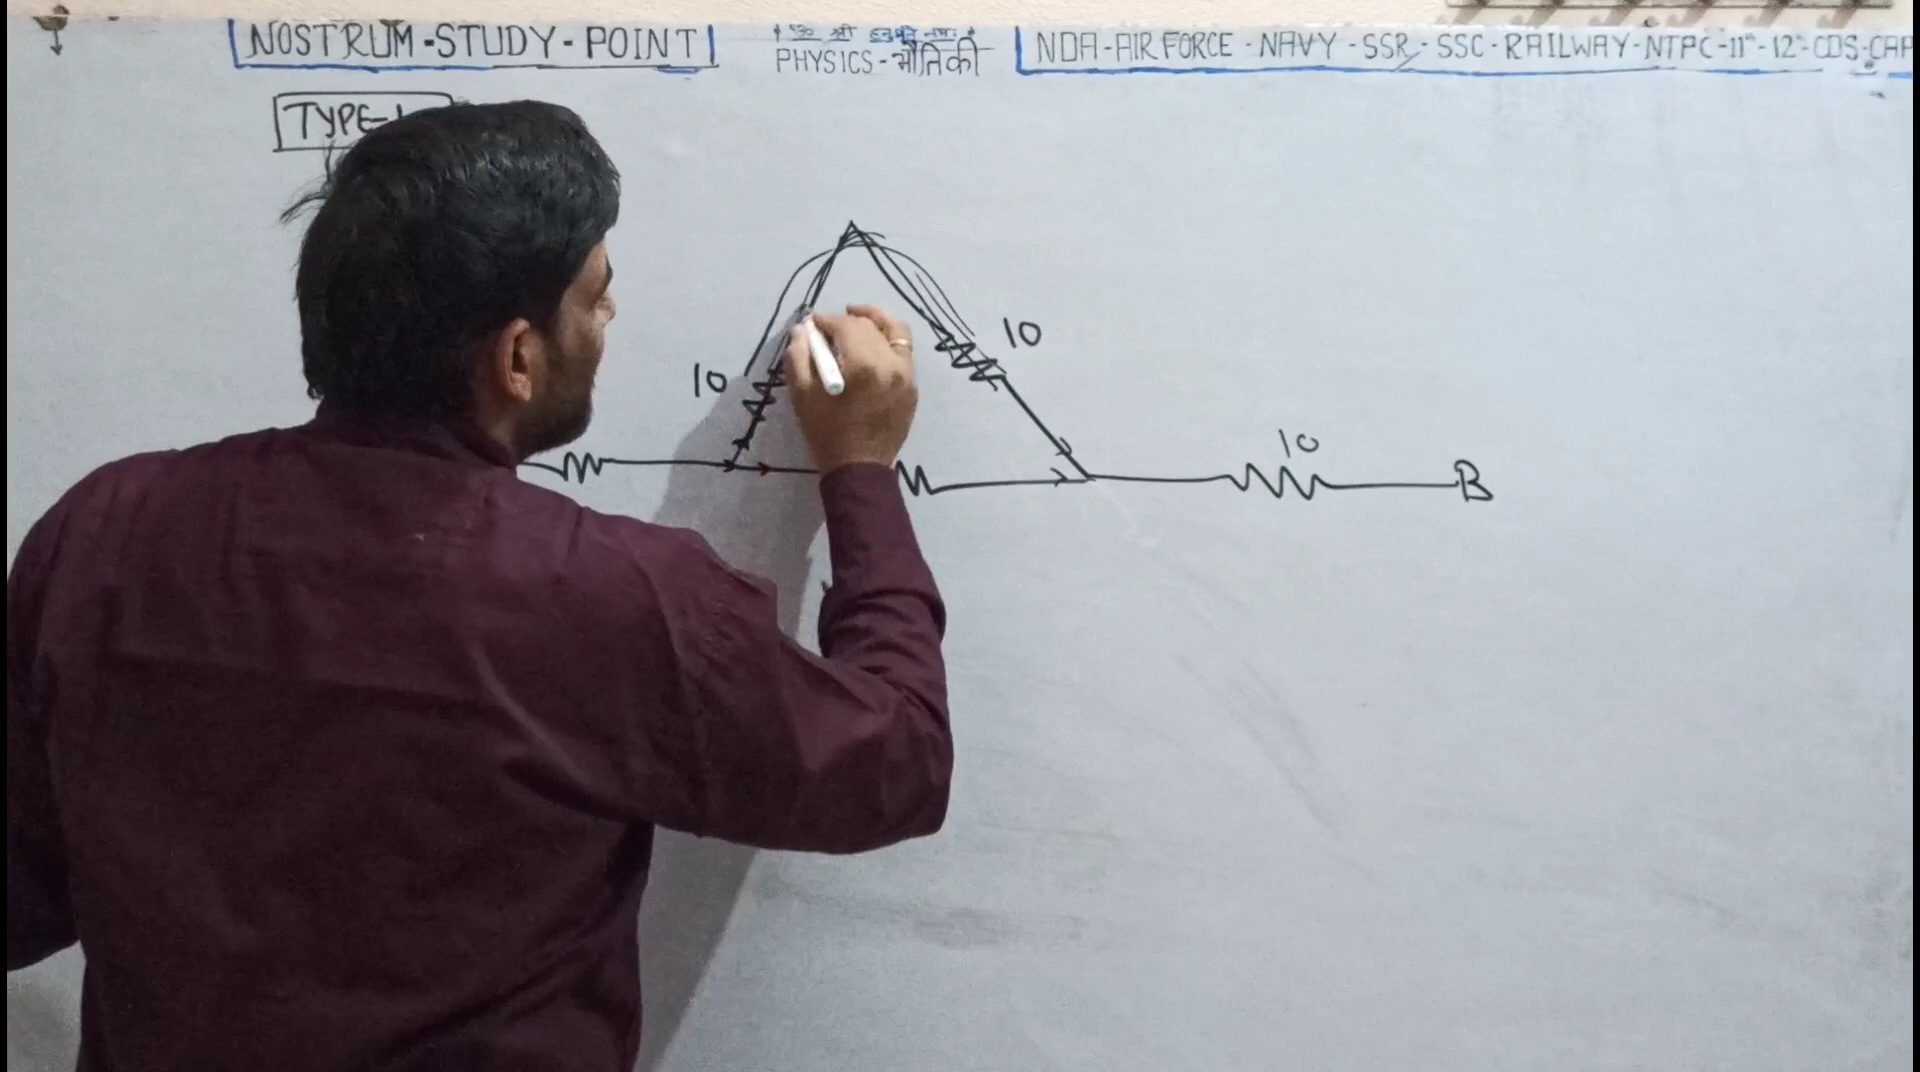 NOSTRUM-STUDY-POINT
PHYSICS-भौतिकी
NDA-AIR FORCE-NAVY-SSR-SSC-RAILWAY-NTPC-11th-12th-CDS-CAP
TYPE-
10
10
10
B